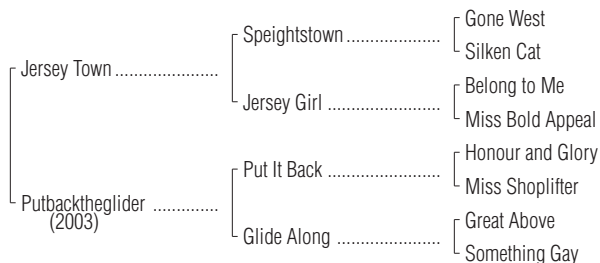 Gone West
Speightstown
Silken Cat
Jersey Town
Belong to Me
Jersey Girl
Miss Bold Appeal
Honour and Glory
Put It Back
Miss Shoplifter
Putbacktheglider
(2003)
Great Above
Glide Along
Something Gay